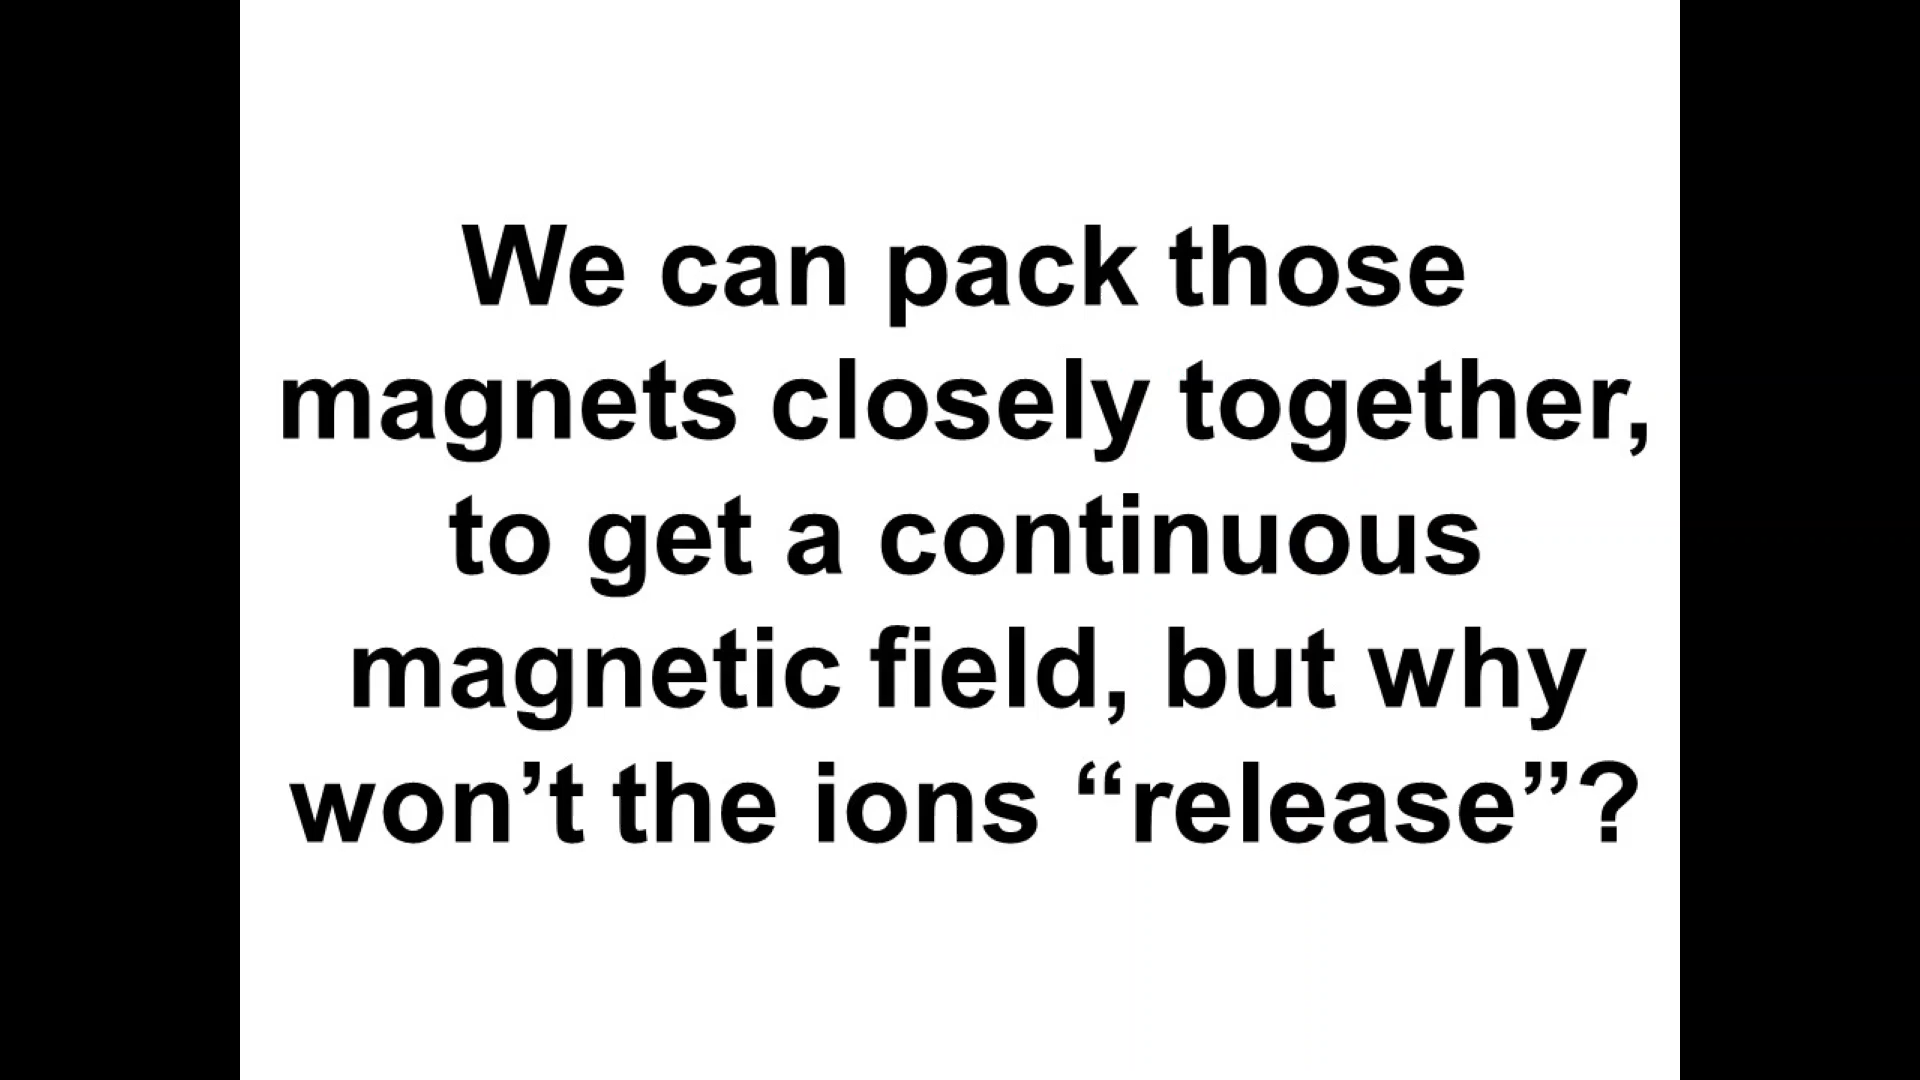 We can pack those
magnets closely together,
to get a continuous
magnetic field, but why
won’t the ions “release”?